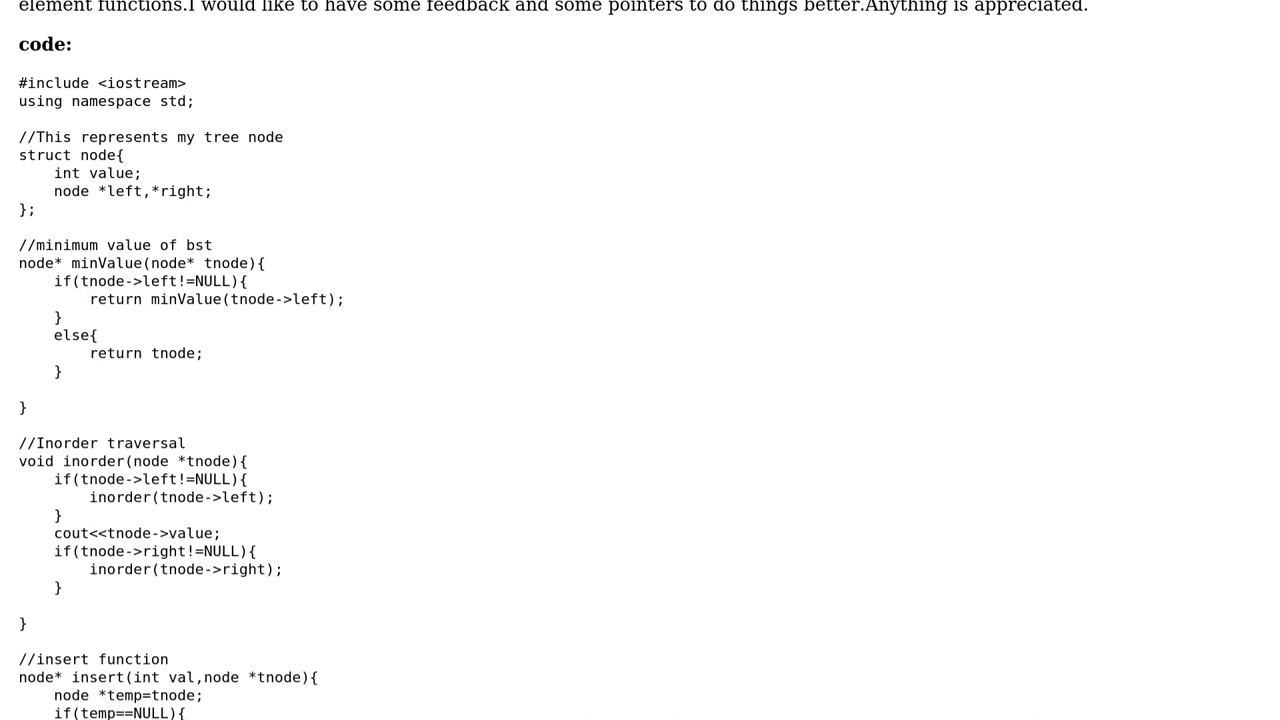 element functions.I would like to have some feedback and some pointers to do things better.Anything is appreciated.
code:
#include <iostream>
using namespace std;
//This represents my tree node
struct node{
    int value;
    node *left,*right;
};
//minimum value of bst
node* minValue(node* tnode){
    if(tnode->left!=NULL){
        return minValue(tnode->left);
    }
    else{
        return tnode;
    }
}
//Inorder traversal
void inorder(node *tnode){
    if(tnode->left!=NULL){
        inorder(tnode->left);
    }
    cout<<tnode->value;
    if(tnode->right!=NULL){
        inorder(tnode->right);
    }
}
//insert function
node* insert(int val,node *tnode){
    node *temp=tnode;
    if(temp==NULL){